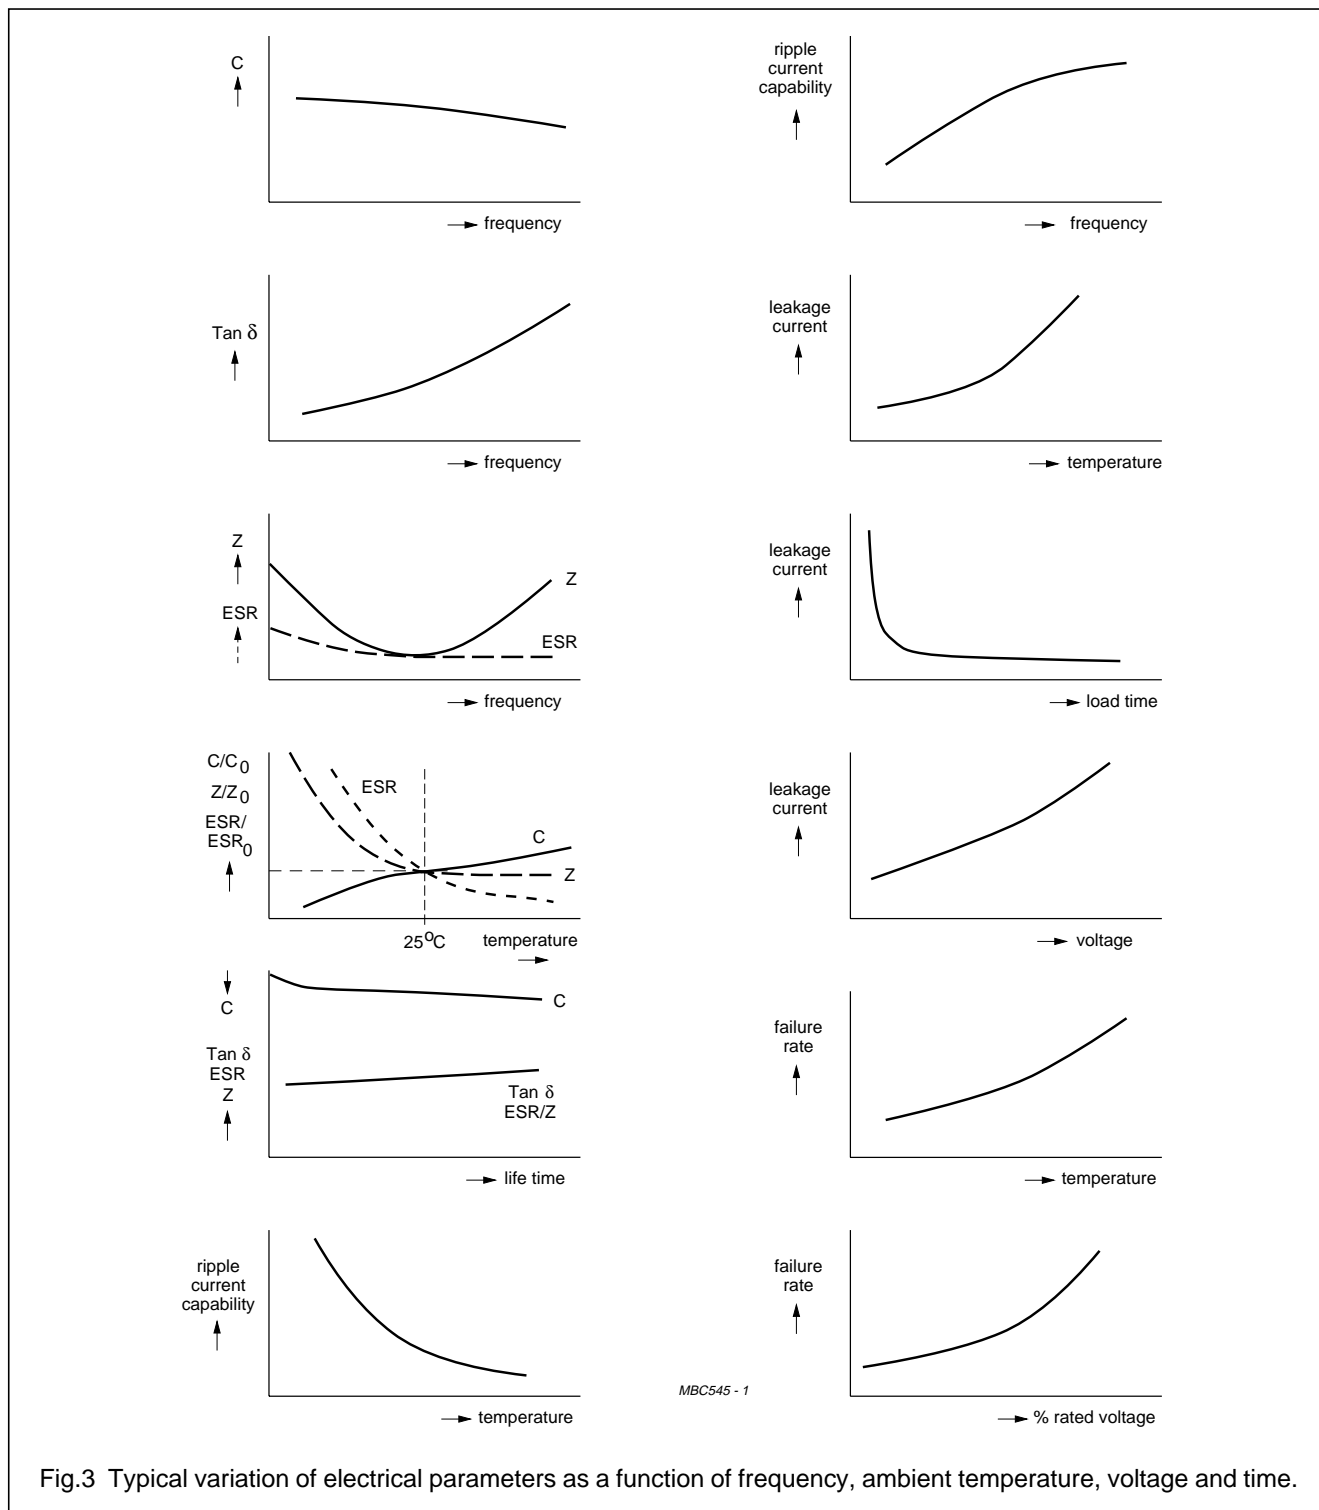 C
frequency
ripple
current
capability
frequency
Tan δ
frequency
leakage
current
temperature
Z
ESR
Z
ESR
frequency
leakage
current
load time
C/C0
Z/Z0
ESR/
ESR0
ESR
C
Z
25oC
temperature
leakage
current
voltage
C
Tan δ
ESR
Z
C
Tan δ
ESR/Z
life time
failure
rate
temperature
ripple
current
capability
temperature
failure
rate
% rated voltage
MBC545 - 1
Fig.3 Typical variation of electrical parameters as a function of frequency, ambient temperature, voltage and time.